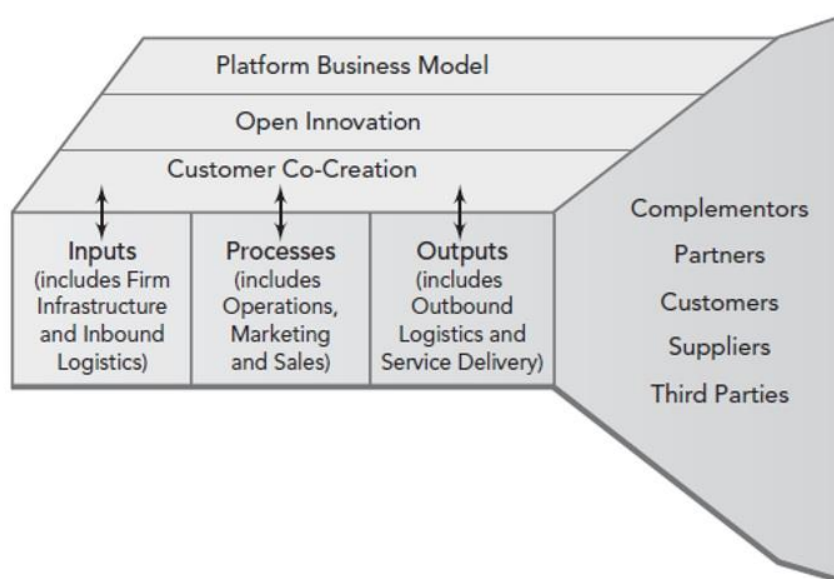 Platform Business Model
Open Innovation
Customer Co-Creation
Inputs
(includes Firm
Infrastructure
and Inbound
Logistics)
Processes
(includes
Operations,
Marketing
and Sales)
Outputs
(includes
Outbound
Logistics and
Service Delivery)
Complementors
Partners
Customers
Suppliers
Third Parties